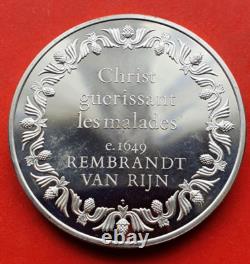 Christ
guerissant
les malades
c.1649
REMBRANDT
VAN RIJN
ebay